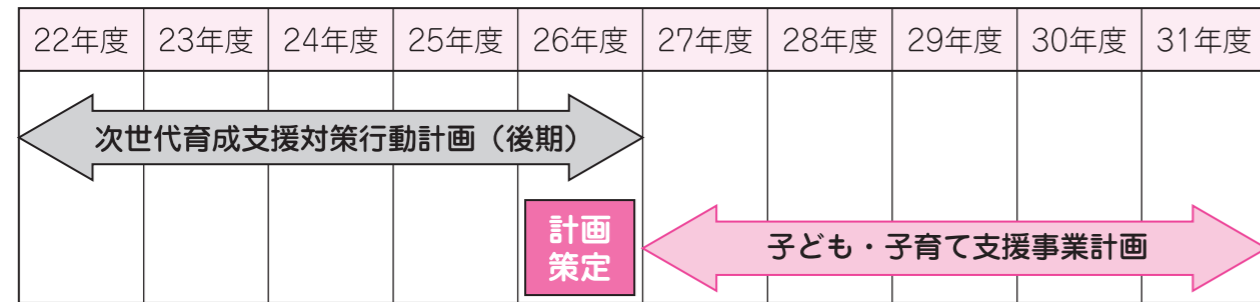 22年度 23年度 24年度 25年度 26年度 27年度 28年度 29年度 30年度 31年度
次世代育成支援対策行動計画（後期）
計画
策定
子ども・子育て支援事業計画